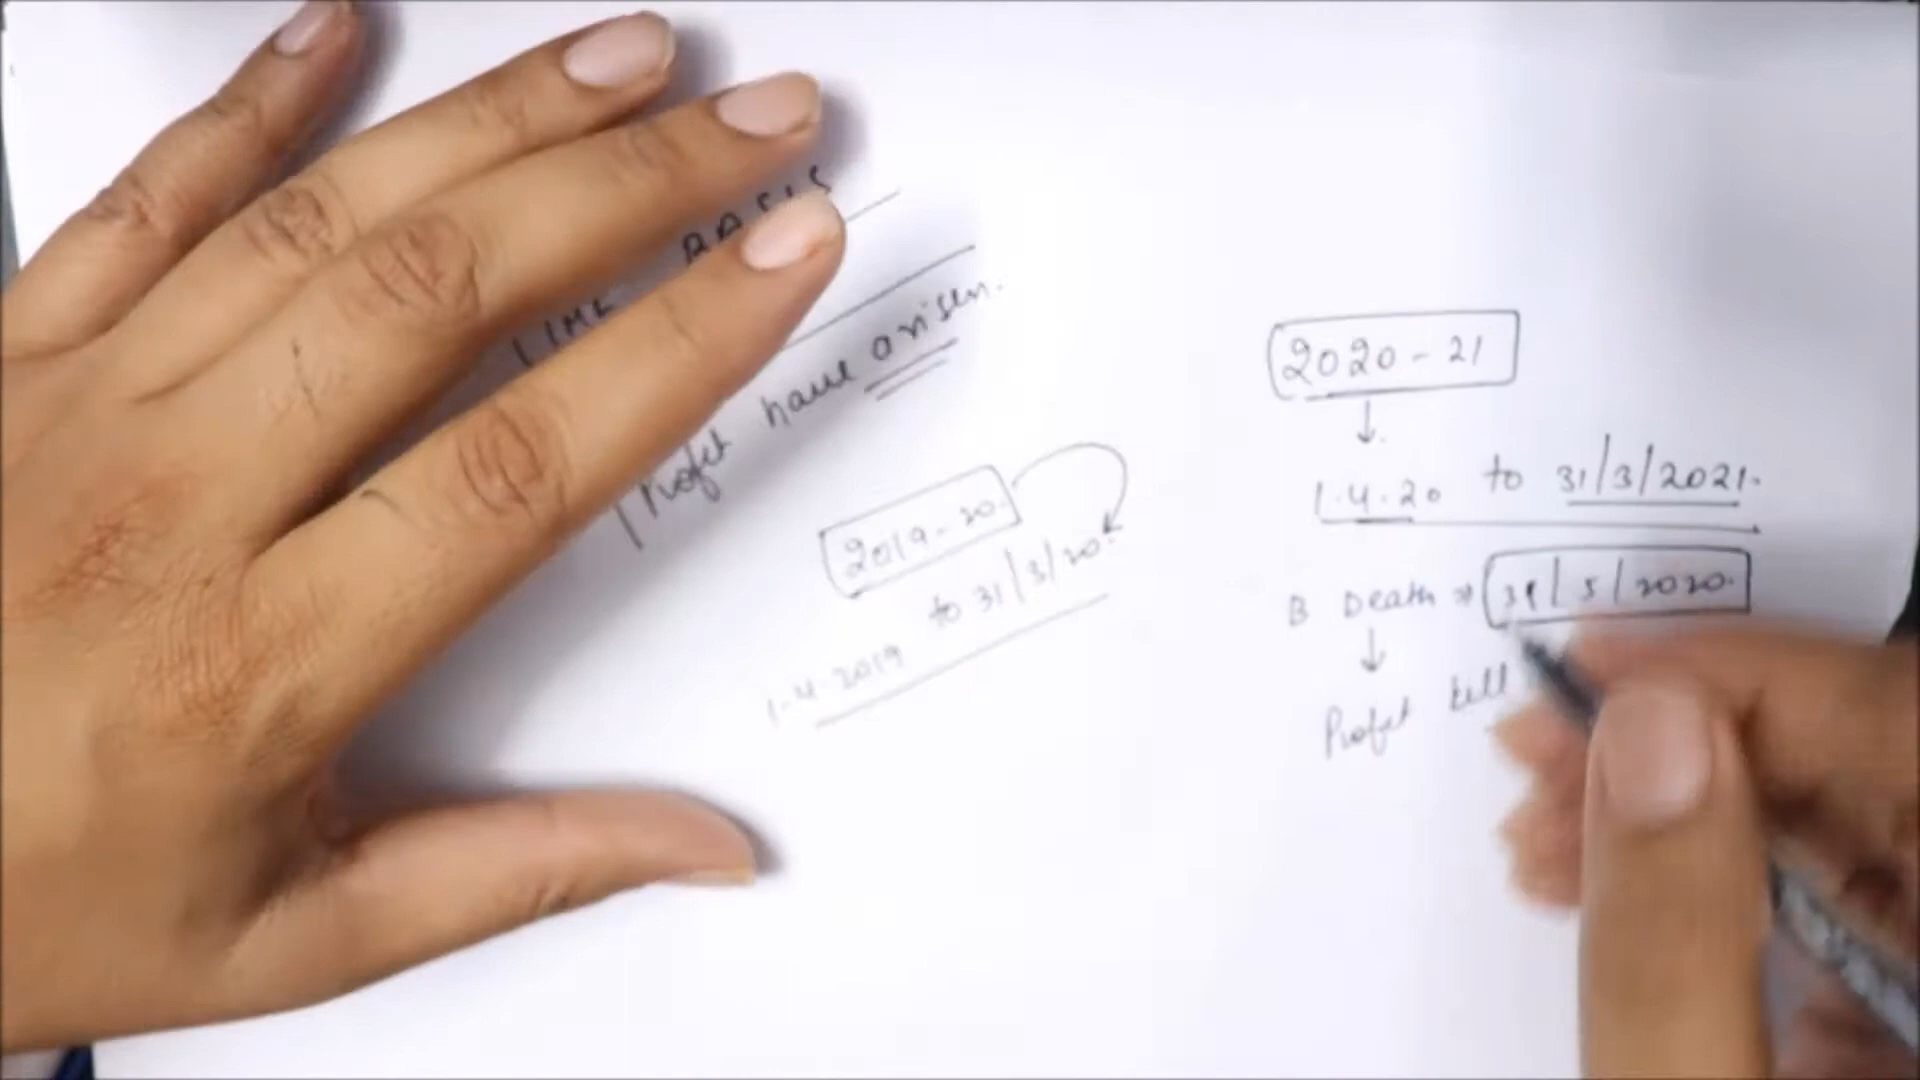 TIME BASIS
Profit have arisen.
2019-20.
1.4.2019 to 31/3/20.
2020-21
1.4.20 to 31/3/2021.
B Death → 31/5/2020.
Profit till